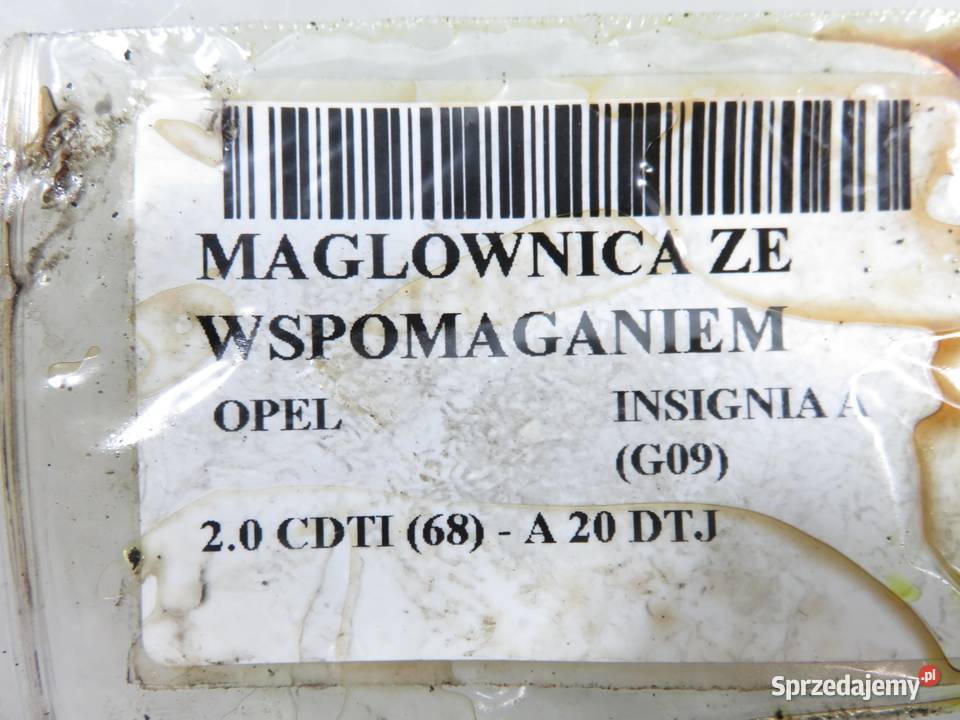 MAGLOWNICA ZE
WSPOMAGANIEM
OPEL INSIGNIA A
(G09)
2.0 CDTI (68) - A 20 DTJ
Sprzedajemy.pl